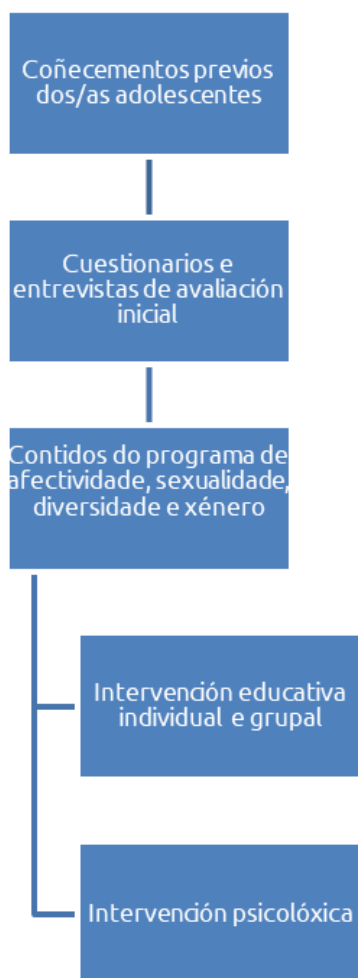 Coñecementos previos
dos/as adolescentes
Cuestionarios e
entrevistas de avaliación
inicial
Contidos do programa de
afectividade, sexualidade,
diversidade e xénero
Intervención educativa
individual e grupal
Intervención psicolóxica